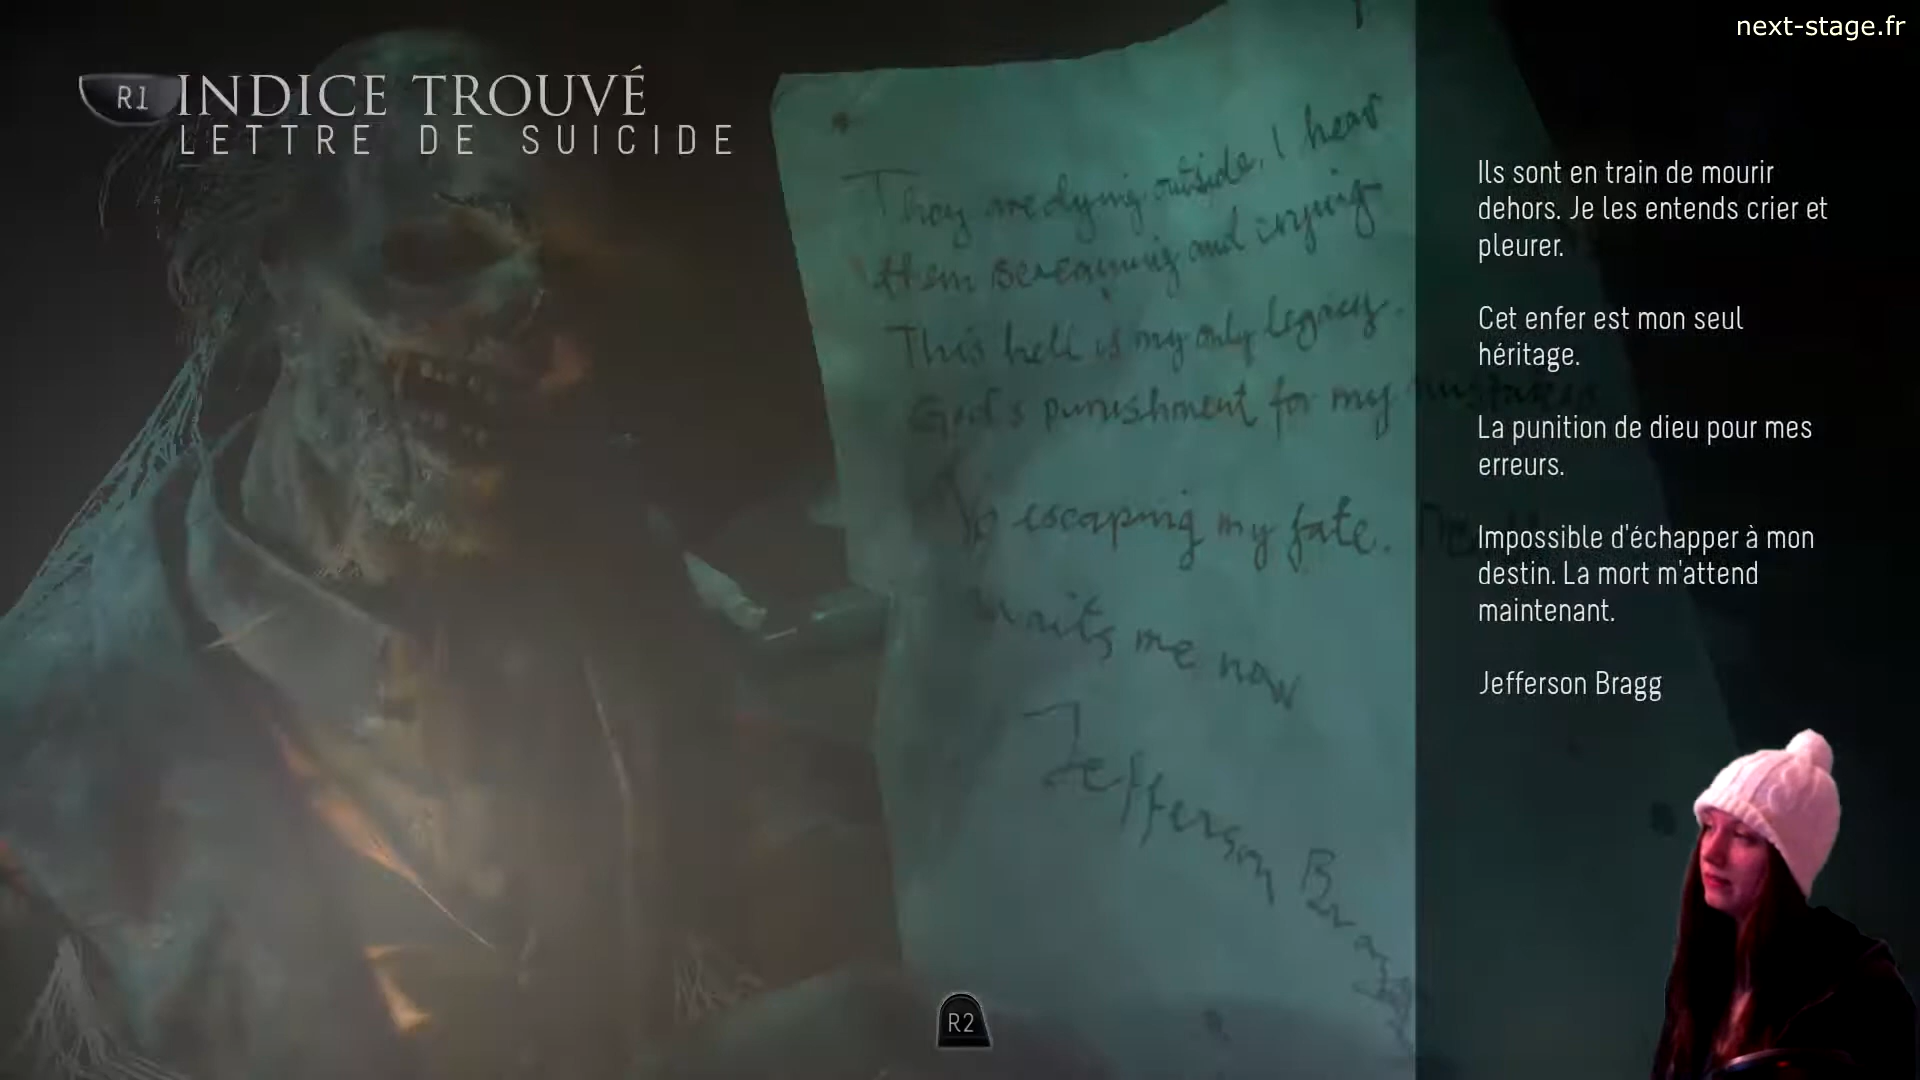 next-stage.fr
R1 INDICE TROUVÉ
LETTRE DE SUICIDE
They are dying outside. I hear
them screaming and crying
This hell is my only legacy.
God's punishment for my mistakes
No escaping my fate.
waits me now
Jefferson Bragg
Ils sont en train de mourir
dehors. Je les entends crier et
pleurer.
Cet enfer est mon seul
héritage.
La punition de dieu pour mes
erreurs.
Impossible d'échapper à mon
destin. La mort m'attend
maintenant.
Jefferson Bragg
R2